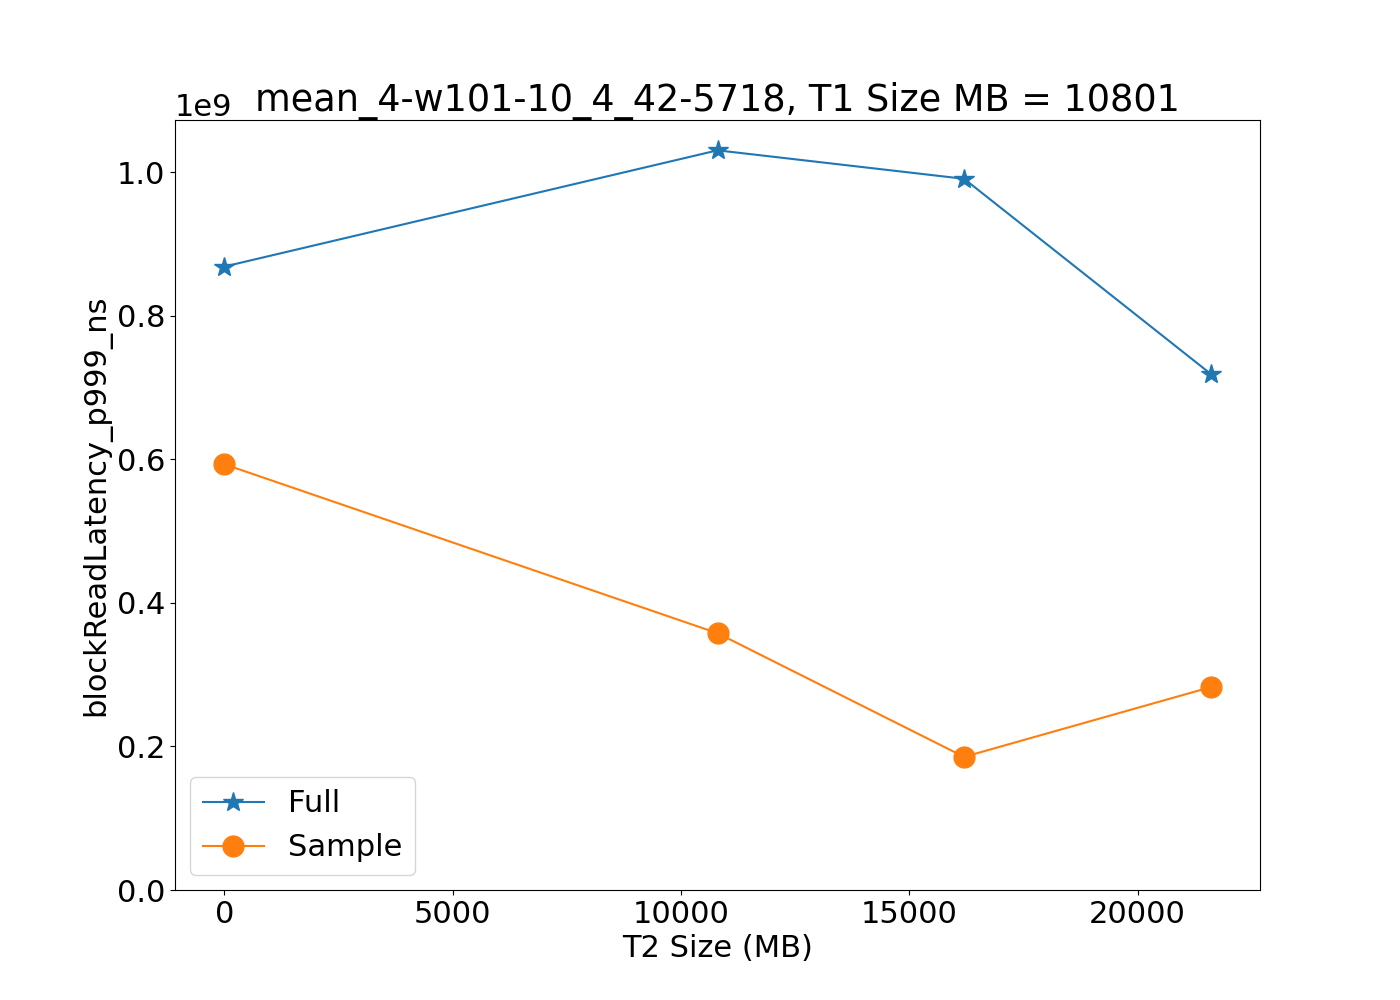 1e9
mean_4-w101-10_4_42-5718, T1 Size MB = 10801
blockReadLatency_p999_ns
1.0
0.8
0.6
0.4
0.2
0.0
Full
Sample
0 5000 10000 15000 20000
T2 Size (MB)